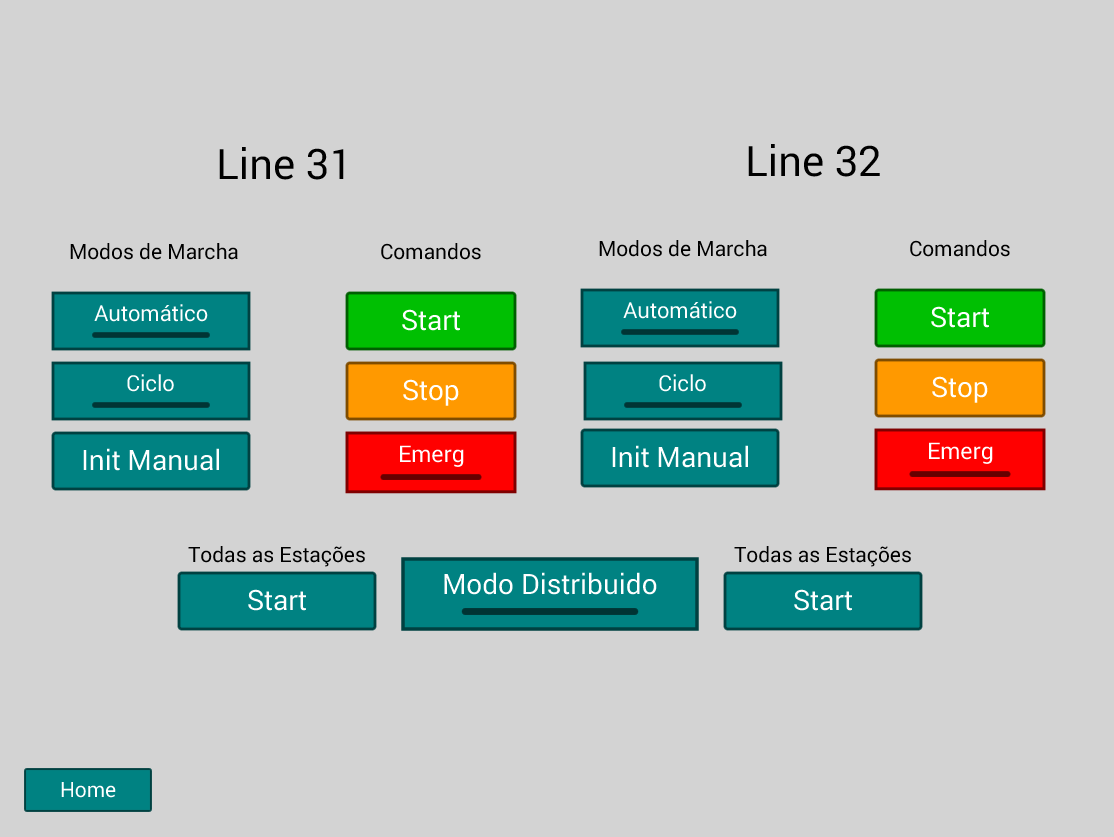 Line 31
Modos de Marcha
Comandos
Automático
Start
Ciclo
Stop
Init Manual
Emerg
Line 32
Modos de Marcha
Comandos
Automático
Start
Ciclo
Stop
Init Manual
Emerg
Todas as Estações
Start
Modo Distribuido
Todas as Estações
Start
Home